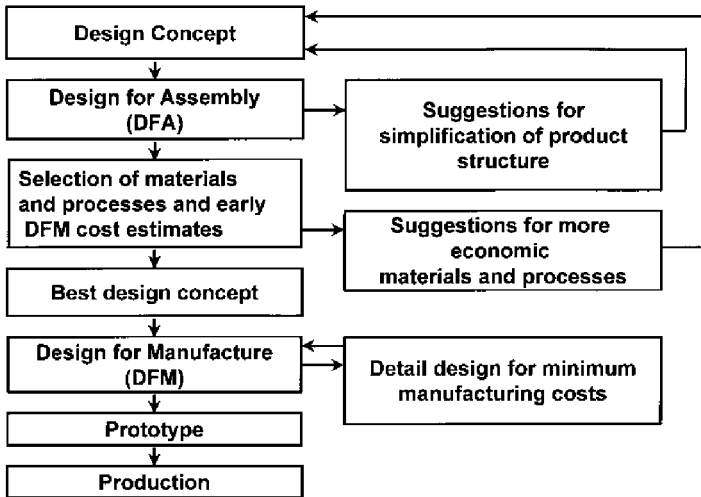 Design Concept
Design for Assembly
(DFA)
Suggestions for
simplification of product
structure
Selection of materials
and processes and early
DFM cost estimates
Suggestions for more
economic
materials and processes
Best design concept
Design for Manufacture
(DFM)
Detail design for minimum
manufacturing costs
Prototype
Production